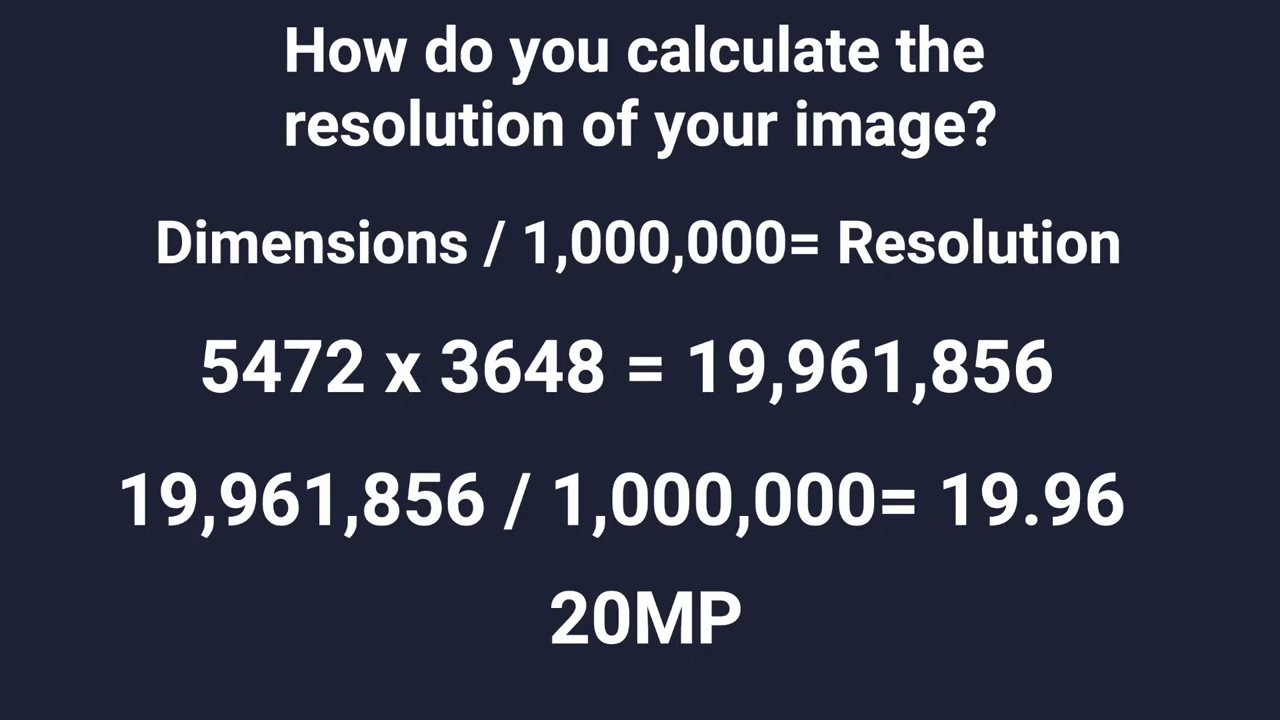 How do you calculate the
resolution of your image?
Dimensions / 1,000,000= Resolution
5472 x 3648 = 19,961,856
19,961,856 / 1,000,000= 19.96
20MP